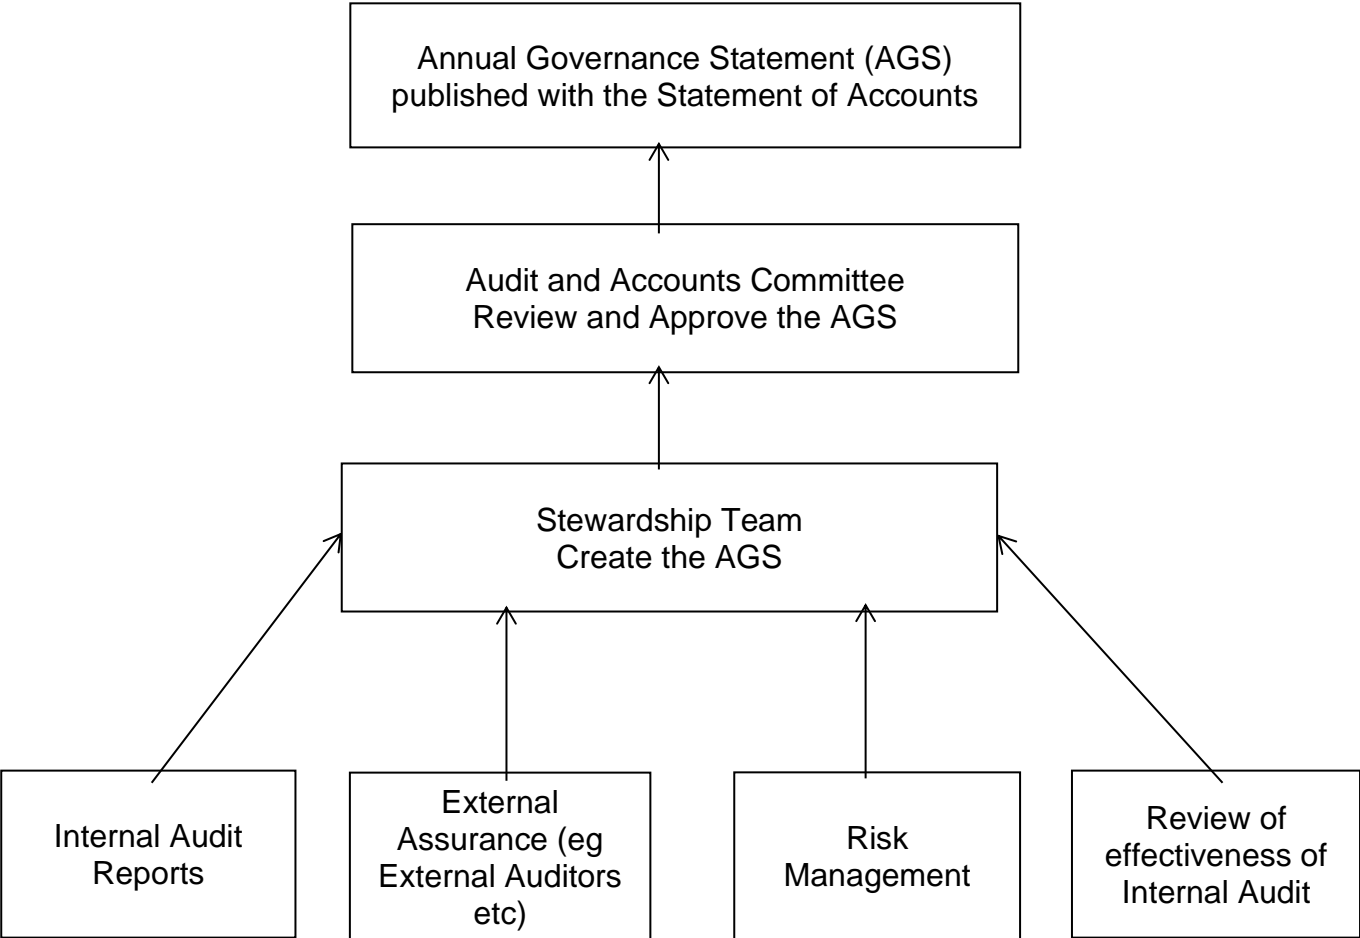 Annual Governance Statement (AGS)
published with the Statement of Accounts
Audit and Accounts Committee
Review and Approve the AGS
Stewardship Team
Create the AGS
Internal Audit
Reports
External
Assurance (eg
External Auditors
etc)
Risk
Management
Review of
effectiveness of
Internal Audit